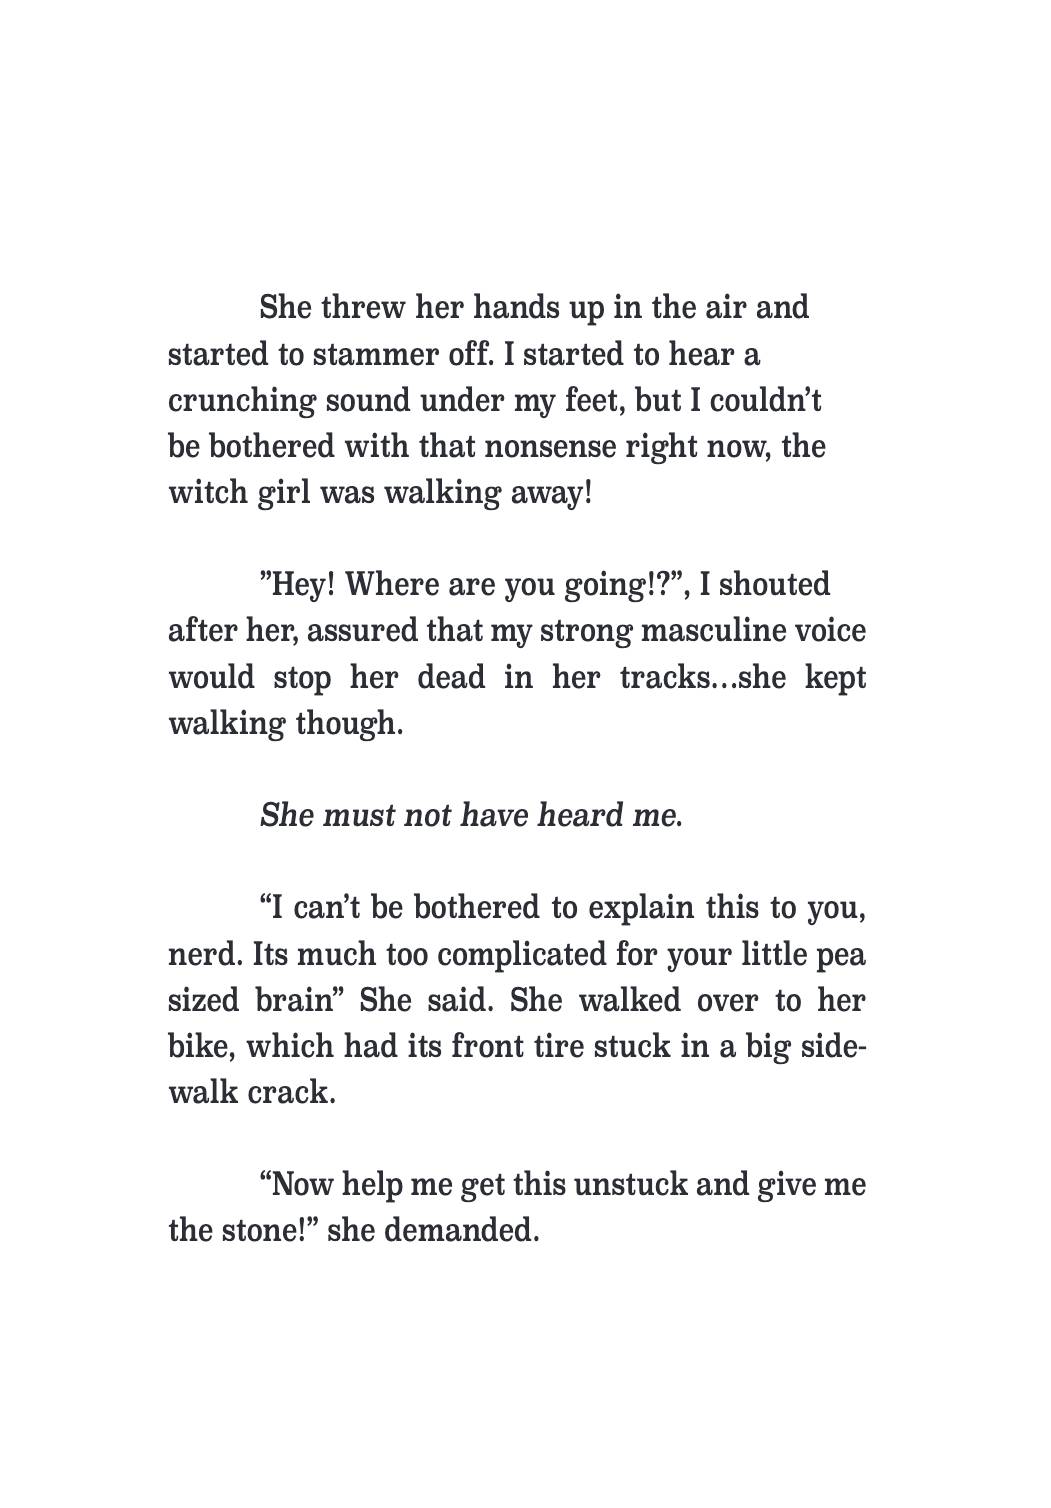 She threw her hands up in the air and
started to stammer off. I started to hear a
crunching sound under my feet, but I couldn’t
be bothered with that nonsense right now, the
witch girl was walking away!
”Hey! Where are you going!?”, I shouted
after her, assured that my strong masculine voice
would stop her dead in her tracks…she kept
walking though.
She must not have heard me.
“I can’t be bothered to explain this to you,
nerd. Its much too complicated for your little pea
sized brain” She said. She walked over to her
bike, which had its front tire stuck in a big side-
walk crack.
“Now help me get this unstuck and give me
the stone!” she demanded.